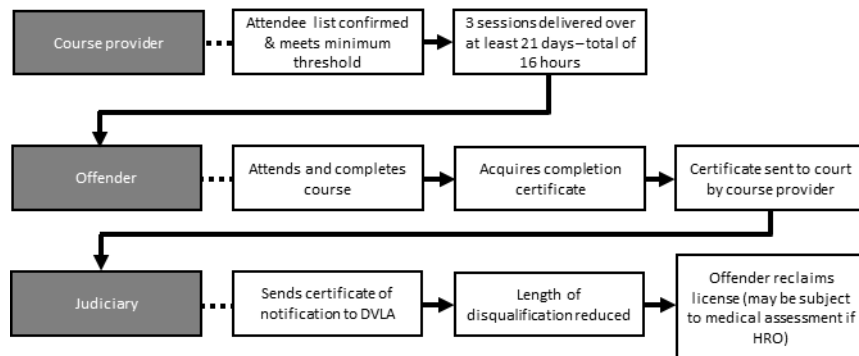 Course provider
Attendee list confirmed
& meets minimum
threshold
3 sessions delivered over
at least 21 days – total of
16 hours
Offender
Attends and completes
course
Acquires completion
certificate
Certificate sent to court
by course provider
Judiciary
Sends certificate of
notification to DVLA
Length of
disqualification reduced
Offender reclaims
license (may be subject
to medical assessment if
HRO)